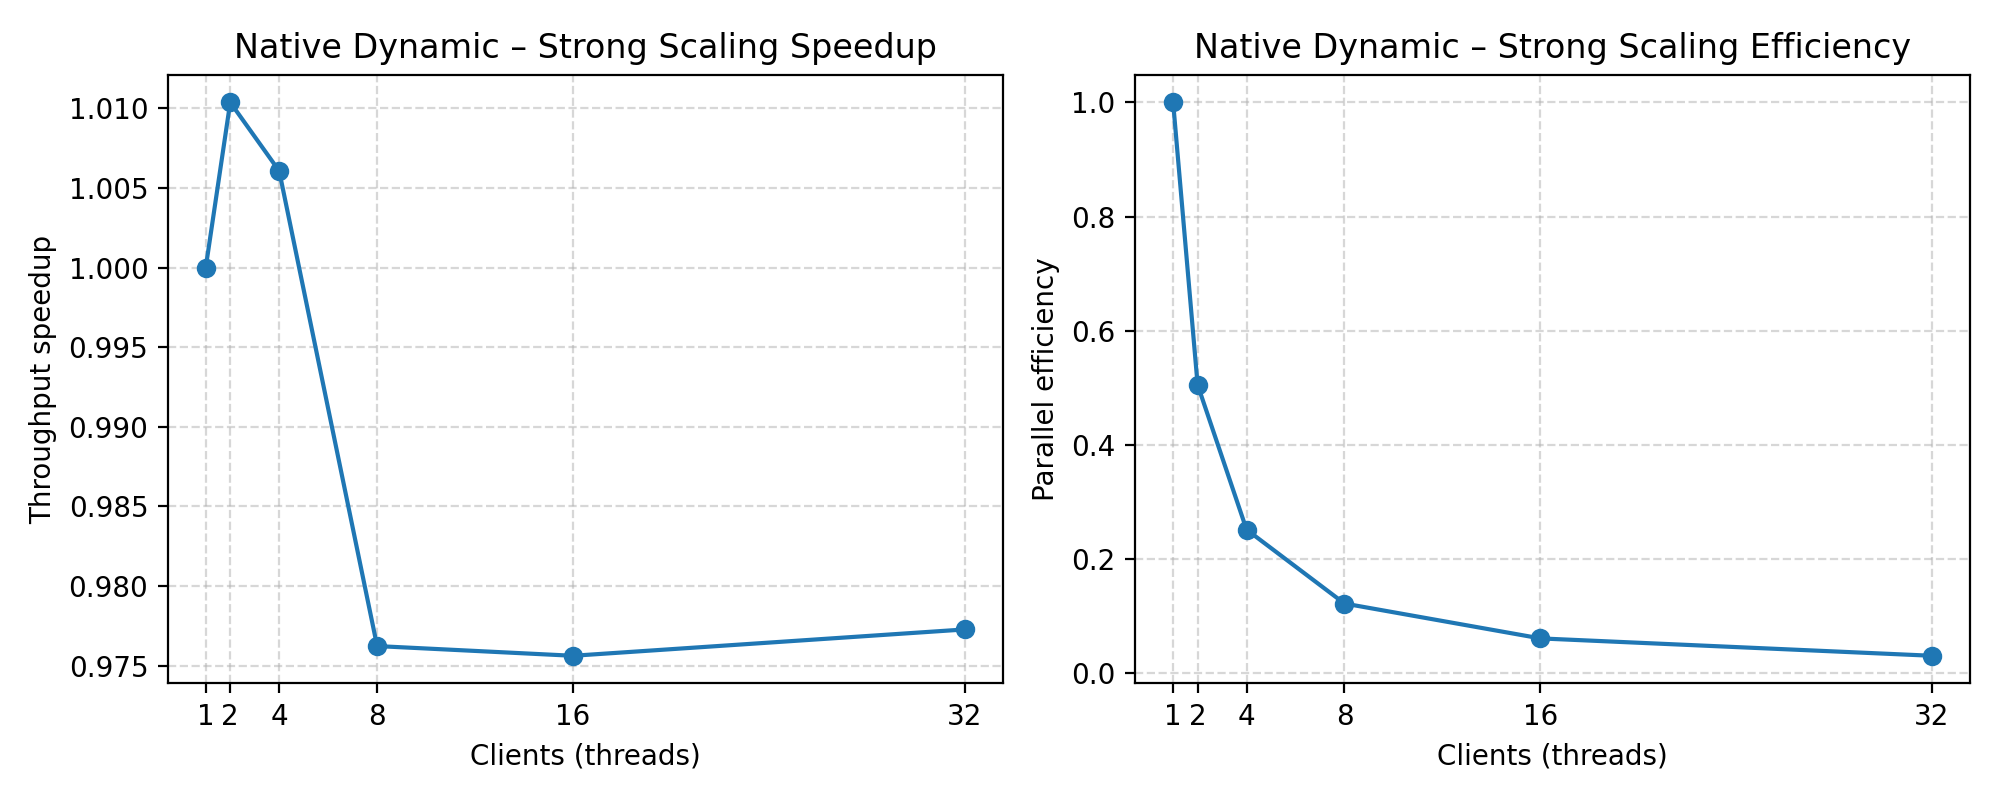 Native Dynamic – Strong Scaling Speedup
Throughput speedup
1.010
1.005
1.000
0.995
0.990
0.985
0.980
0.975
1 2 4 8 16 32
Clients (threads)
Native Dynamic – Strong Scaling Efficiency
Parallel efficiency
1.0
0.8
0.6
0.4
0.2
0.0
1 2 4 8 16 32
Clients (threads)